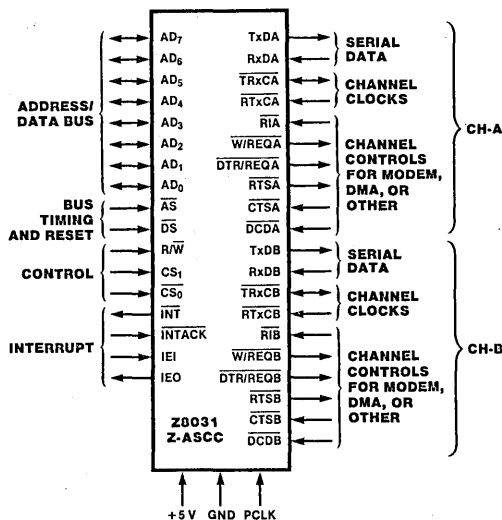 AD7
AD6
AD5
AD4
AD3
AD2
AD1
AD0
AS
DS
R/W
CS1
CS0
INT
INTACK
IEI
IEO
ADDRESS/
DATA BUS
BUS
TIMING
AND RESET
CONTROL
INTERRUPT
TxDA
RxDA
TRxCA
RTxCA
RIA
W/REQA
DTR/REQA
RTSA
CTSA
DCDA
TxDB
RxDB
TRxCB
RTxCB
RIB
W/REQB
DTR/REQB
RTSB
CTSB
DCDB
SERIAL
DATA
CHANNEL
CLOCKS
CHANNEL
CONTROLS
FOR MODEM,
DMA, OR
OTHER
CH-A
SERIAL
DATA
CHANNEL
CLOCKS
CHANNEL
CONTROLS
FOR MODEM,
DMA, OR
OTHER
CH-B
Z8031
Z-ASCC
+5 V GND PCLK